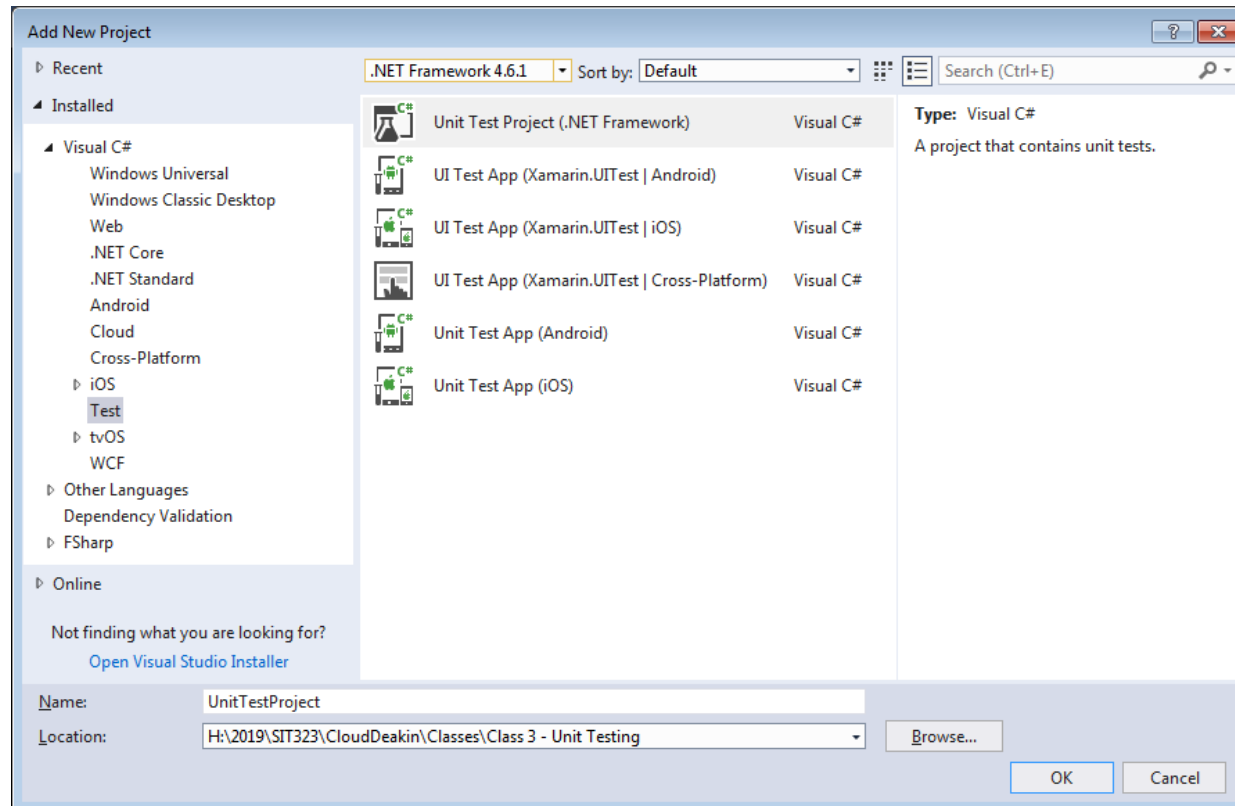 Add New Project
Recent
.NET Framework 4.6.1 Sort by: Default Search (Ctrl+E)
Installed
Visual C#
Windows Universal
Windows Classic Desktop
Web
.NET Core
.NET Standard
Android
Cloud
Cross-Platform
iOS
Test
tvOS
WCF
Other Languages
Dependency Validation
FSharp
Online
Not finding what you are looking for?
Open Visual Studio Installer
C# Unit Test Project (.NET Framework) Visual C#
C# UI Test App (Xamarin.UITest | Android) Visual C#
C# UI Test App (Xamarin.UITest | iOS) Visual C#
UI Test App (Xamarin.UITest | Cross-Platform) Visual C#
C# Unit Test App (Android) Visual C#
C# Unit Test App (iOS) Visual C#
Type: Visual C#
A project that contains unit tests.
Name: UnitTestProject
Location: H:\2019\SIT323\CloudDeakin\Classes\Class 3 - Unit Testing Browse...
OK Cancel